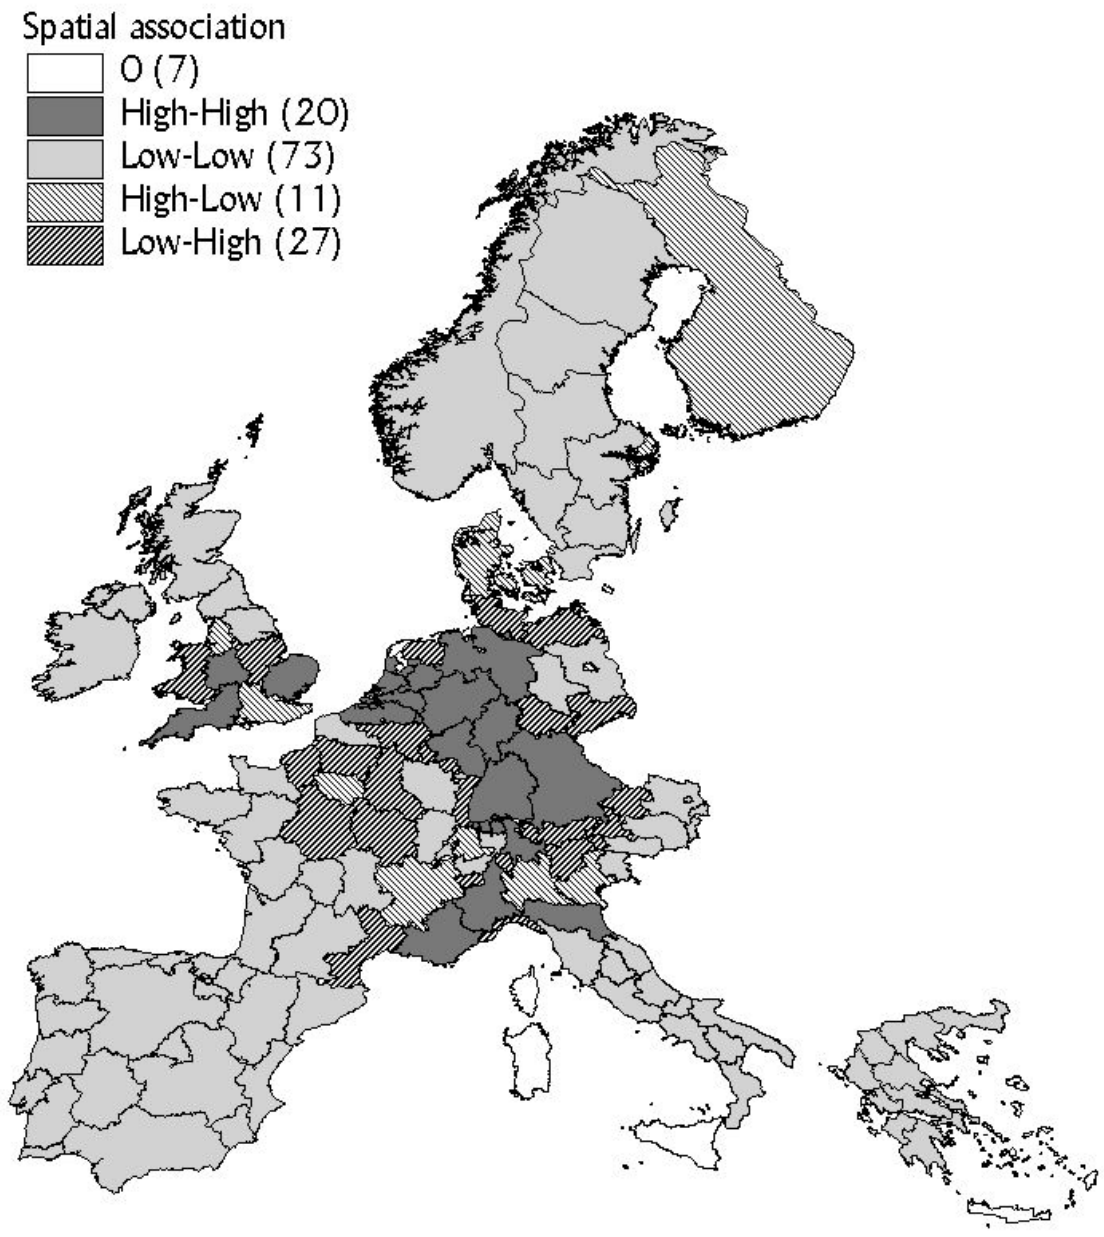 Spatial association
0 (7)
High-High (20)
Low-Low (73)
High-Low (11)
Low-High (27)